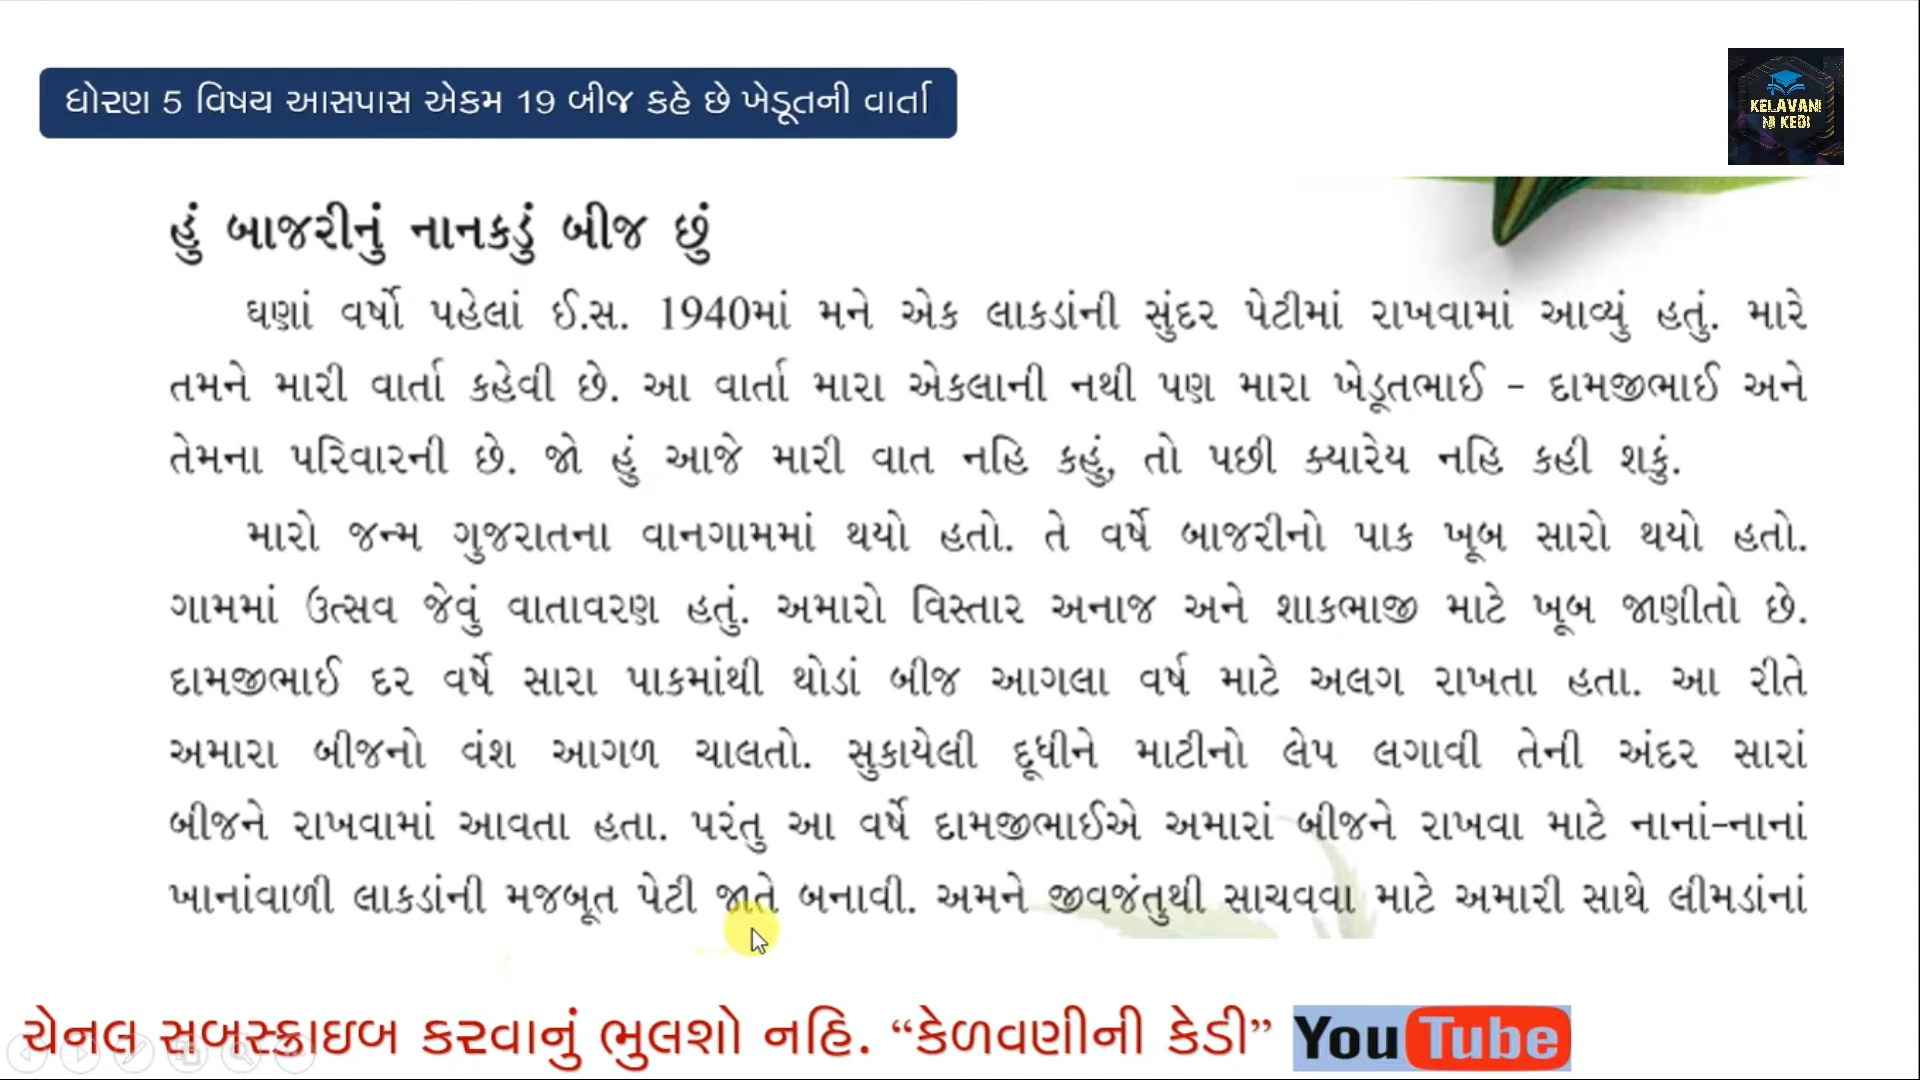 ધોરણ 5 વિષય આસપાસ એકમ 19 બીજ કહે છે ખેડૂતની વાર્તા
KELAVANI
NI KEDI
હું બાજરીનું નાનકડું બીજ છું
ઘણાં વર્ષો પહેલાં ઈ.સ. 1940માં મને એક લાકડાંની સુંદર પેટીમાં રાખવામાં આવ્યું હતું. મારે
તમને મારી વાર્તા કહેવી છે. આ વાર્તા મારા એકલાની નથી પણ મારા ખેડૂતભાઈ - દામજીભાઈ અને
તેમના પરિવારની છે. જો હું આજે મારી વાત નહિ કહું, તો પછી ક્યારેય નહિ કહી શકું.
મારો જન્મ ગુજરાતના વાનગામમાં થયો હતો. તે વર્ષે બાજરીનો પાક ખૂબ સારો થયો હતો.
ગામમાં ઉત્સવ જેવું વાતાવરણ હતું. અમારો વિસ્તાર અનાજ અને શાકભાજી માટે ખૂબ જાણીતો છે.
દામજીભાઈ દર વર્ષે સારા પાકમાંથી થોડાં બીજ આગલા વર્ષ માટે અલગ રાખતા હતા. આ રીતે
અમારા બીજનો વંશ આગળ ચાલતો. સુકાયેલી દૂધીને માટીનો લેપ લગાવી તેની અંદર સારાં
બીજને રાખવામાં આવતા હતા. પરંતુ આ વર્ષે દામજીભાઈએ અમારાં બીજને રાખવા માટે નાનાં-નાનાં
ખાનાંવાળી લાકડાંની મજબૂત પેટી જાતે બનાવી. અમને જીવજંતુથી સાચવવા માટે અમારી સાથે લીમડાંનાં
ચેનલ સબસ્ક્રાઇબ કરવાનું ભુલશો નહિ. “કેળવણીની કેડી” YouTube